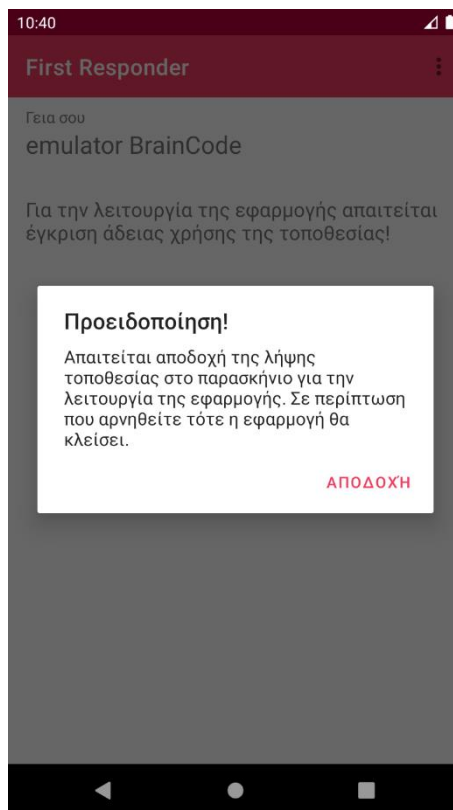 10:40
First Responder
Γεια σου
emulator BrainCode
Για την λειτουργία της εφαρμογής απαιτείται
έγκριση άδειας χρήσης της τοποθεσίας!
Προειδοποίηση!
Απαιτείται αποδοχή της λήψης
τοποθεσίας στο παρασκήνιο για την
λειτουργία της εφαρμογής. Σε περίπτωση
που αρνηθείτε τότε η εφαρμογή θα
κλείσει.
ΑΠΟΔΟΧΉ